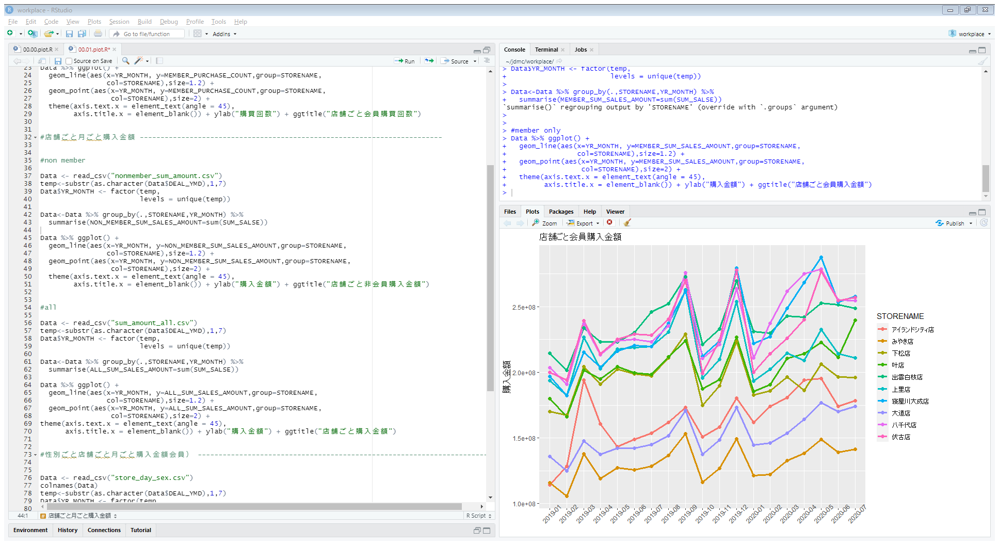 workplace - RStudio
File Edit Code View Plots Session Build Debug Profile Tools Help
Go to file/function Addins workplace
00.00.plot.R 00.01.plot.R*
Source on Save Run Source
23 Data %>% ggplot() +
24 geom_line(aes(x=YR_MONTH, y=MEMBER_PURCHASE_COUNT,group=STORENAME,
25 col=STORENAME),size=1.2) +
26 geom_point(aes(x=YR_MONTH, y=MEMBER_PURCHASE_COUNT,group=STORENAME,
27 col=STORENAME),size=2) +
28 theme(axis.text.x = element_text(angle = 45),
29 axis.title.x = element_blank()) + ylab("購買回数") + ggtitle("店舗ごと会員購買回数")
30
31
32 #店舗ごと月ごと購入金額 -------------------------------------------------------------------------
33
34
35 #non member
36
37 Data <- read_csv("nonmember_sum_amount.csv")
38 temp<-substr(as.character(Data$DEAL_YMD),1,7)
39 Data$YR_MONTH <- factor(temp,
40 levels = unique(temp))
41
42 Data<-Data %>% group_by(.,STORENAME,YR_MONTH) %>%
43 summarise(NON_MEMBER_SUM_SALES_AMOUNT=sum(SUM_SALSE))
44
45 Data %>% ggplot() +
46 geom_line(aes(x=YR_MONTH, y=NON_MEMBER_SUM_SALES_AMOUNT,group=STORENAME,
47 col=STORENAME),size=1.2) +
48 geom_point(aes(x=YR_MONTH, y=NON_MEMBER_SUM_SALES_AMOUNT,group=STORENAME,
49 col=STORENAME),size=2) +
50 theme(axis.text.x = element_text(angle = 45),
51 axis.title.x = element_blank()) + ylab("購入金額") + ggtitle("店舗ごと非会員購入金額")
52
53
54 #all
55
56 Data <- read_csv("sum_amount_all.csv")
57 temp<-substr(as.character(Data$DEAL_YMD),1,7)
58 Data$YR_MONTH <- factor(temp,
59 levels = unique(temp))
60
61 Data<-Data %>% group_by(.,STORENAME,YR_MONTH) %>%
62 summarise(ALL_SUM_SALES_AMOUNT=sum(SUM_SALSE))
63
64 Data %>% ggplot() +
65 geom_line(aes(x=YR_MONTH, y=ALL_SUM_SALES_AMOUNT,group=STORENAME,
66 col=STORENAME),size=1.2) +
67 geom_point(aes(x=YR_MONTH, y=ALL_SUM_SALES_AMOUNT,group=STORENAME,
68 col=STORENAME),size=2) +
69 theme(axis.text.x = element_text(angle = 45),
70 axis.title.x = element_blank()) + ylab("購入金額") + ggtitle("店舗ごと購入金額")
71
72
73 #性別ごと店舗ごと月ごと購入金額会員) ----------------------------------------------------------------------
74
75
76 Data <- read_csv("store_day_sex.csv")
77 colnames(Data)
78 temp<-substr(as.character(Data$DEAL_YMD),1,7)
79 Data$YR_MONTH <- factor(temp,
80
44:1 店舗ごと月ごと購入金額 R Script
Environment History Connections Tutorial
Console Terminal Jobs
~/jdmc/workplace/
> Data$YR_MONTH <- factor(temp,
+ levels = unique(temp))
>
> Data<-Data %>% group_by(.,STORENAME,YR_MONTH) %>%
+ summarise(MEMBER_SUM_SALES_AMOUNT=sum(SUM_SALSE))
`summarise()` regrouping output by 'STORENAME' (override with `.groups` argument)
>
>
> #member only
> Data %>% ggplot() +
+ geom_line(aes(x=YR_MONTH, y=MEMBER_SUM_SALES_AMOUNT,group=STORENAME,
+ col=STORENAME),size=1.2) +
+ geom_point(aes(x=YR_MONTH, y=MEMBER_SUM_SALES_AMOUNT,group=STORENAME,
+ col=STORENAME),size=2) +
+ theme(axis.text.x = element_text(angle = 45),
+ axis.title.x = element_blank()) + ylab("購入金額") + ggtitle("店舗ごと会員購入金額")
>
Files Plots Packages Help Viewer
Zoom Export Publish
店舗ごと会員購入金額
2.5e+08
2.0e+08
1.5e+08
1.0e+08
購入金額
2019-01 2019-02 2019-03 2019-04 2019-05 2019-06 2019-07 2019-08 2019-09 2019-10 2019-11 2019-12 2020-01 2020-02 2020-03 2020-04 2020-05 2020-06 2020-07
STORENAME
アイランドシティ店
みやき店
下松店
叶店
出雲白枝店
上里店
寝屋川大成店
大道店
八千代店
伏古店